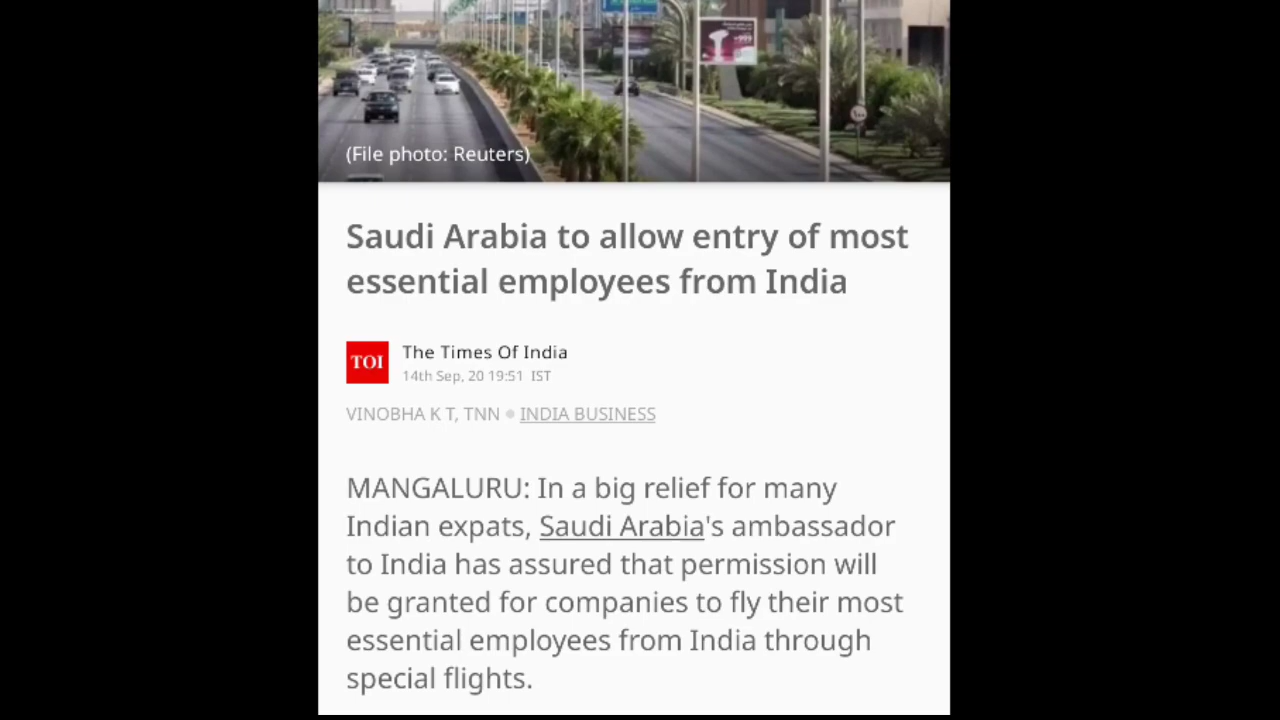 +999
(File photo: Reuters)
Saudi Arabia to allow entry of most
essential employees from India
TOI
The Times Of India
14th Sep, 20 19:51 IST
VINOBHA K T, TNN • INDIA BUSINESS
MANGALURU: In a big relief for many
Indian expats, Saudi Arabia's ambassador
to India has assured that permission will
be granted for companies to fly their most
essential employees from India through
special flights.